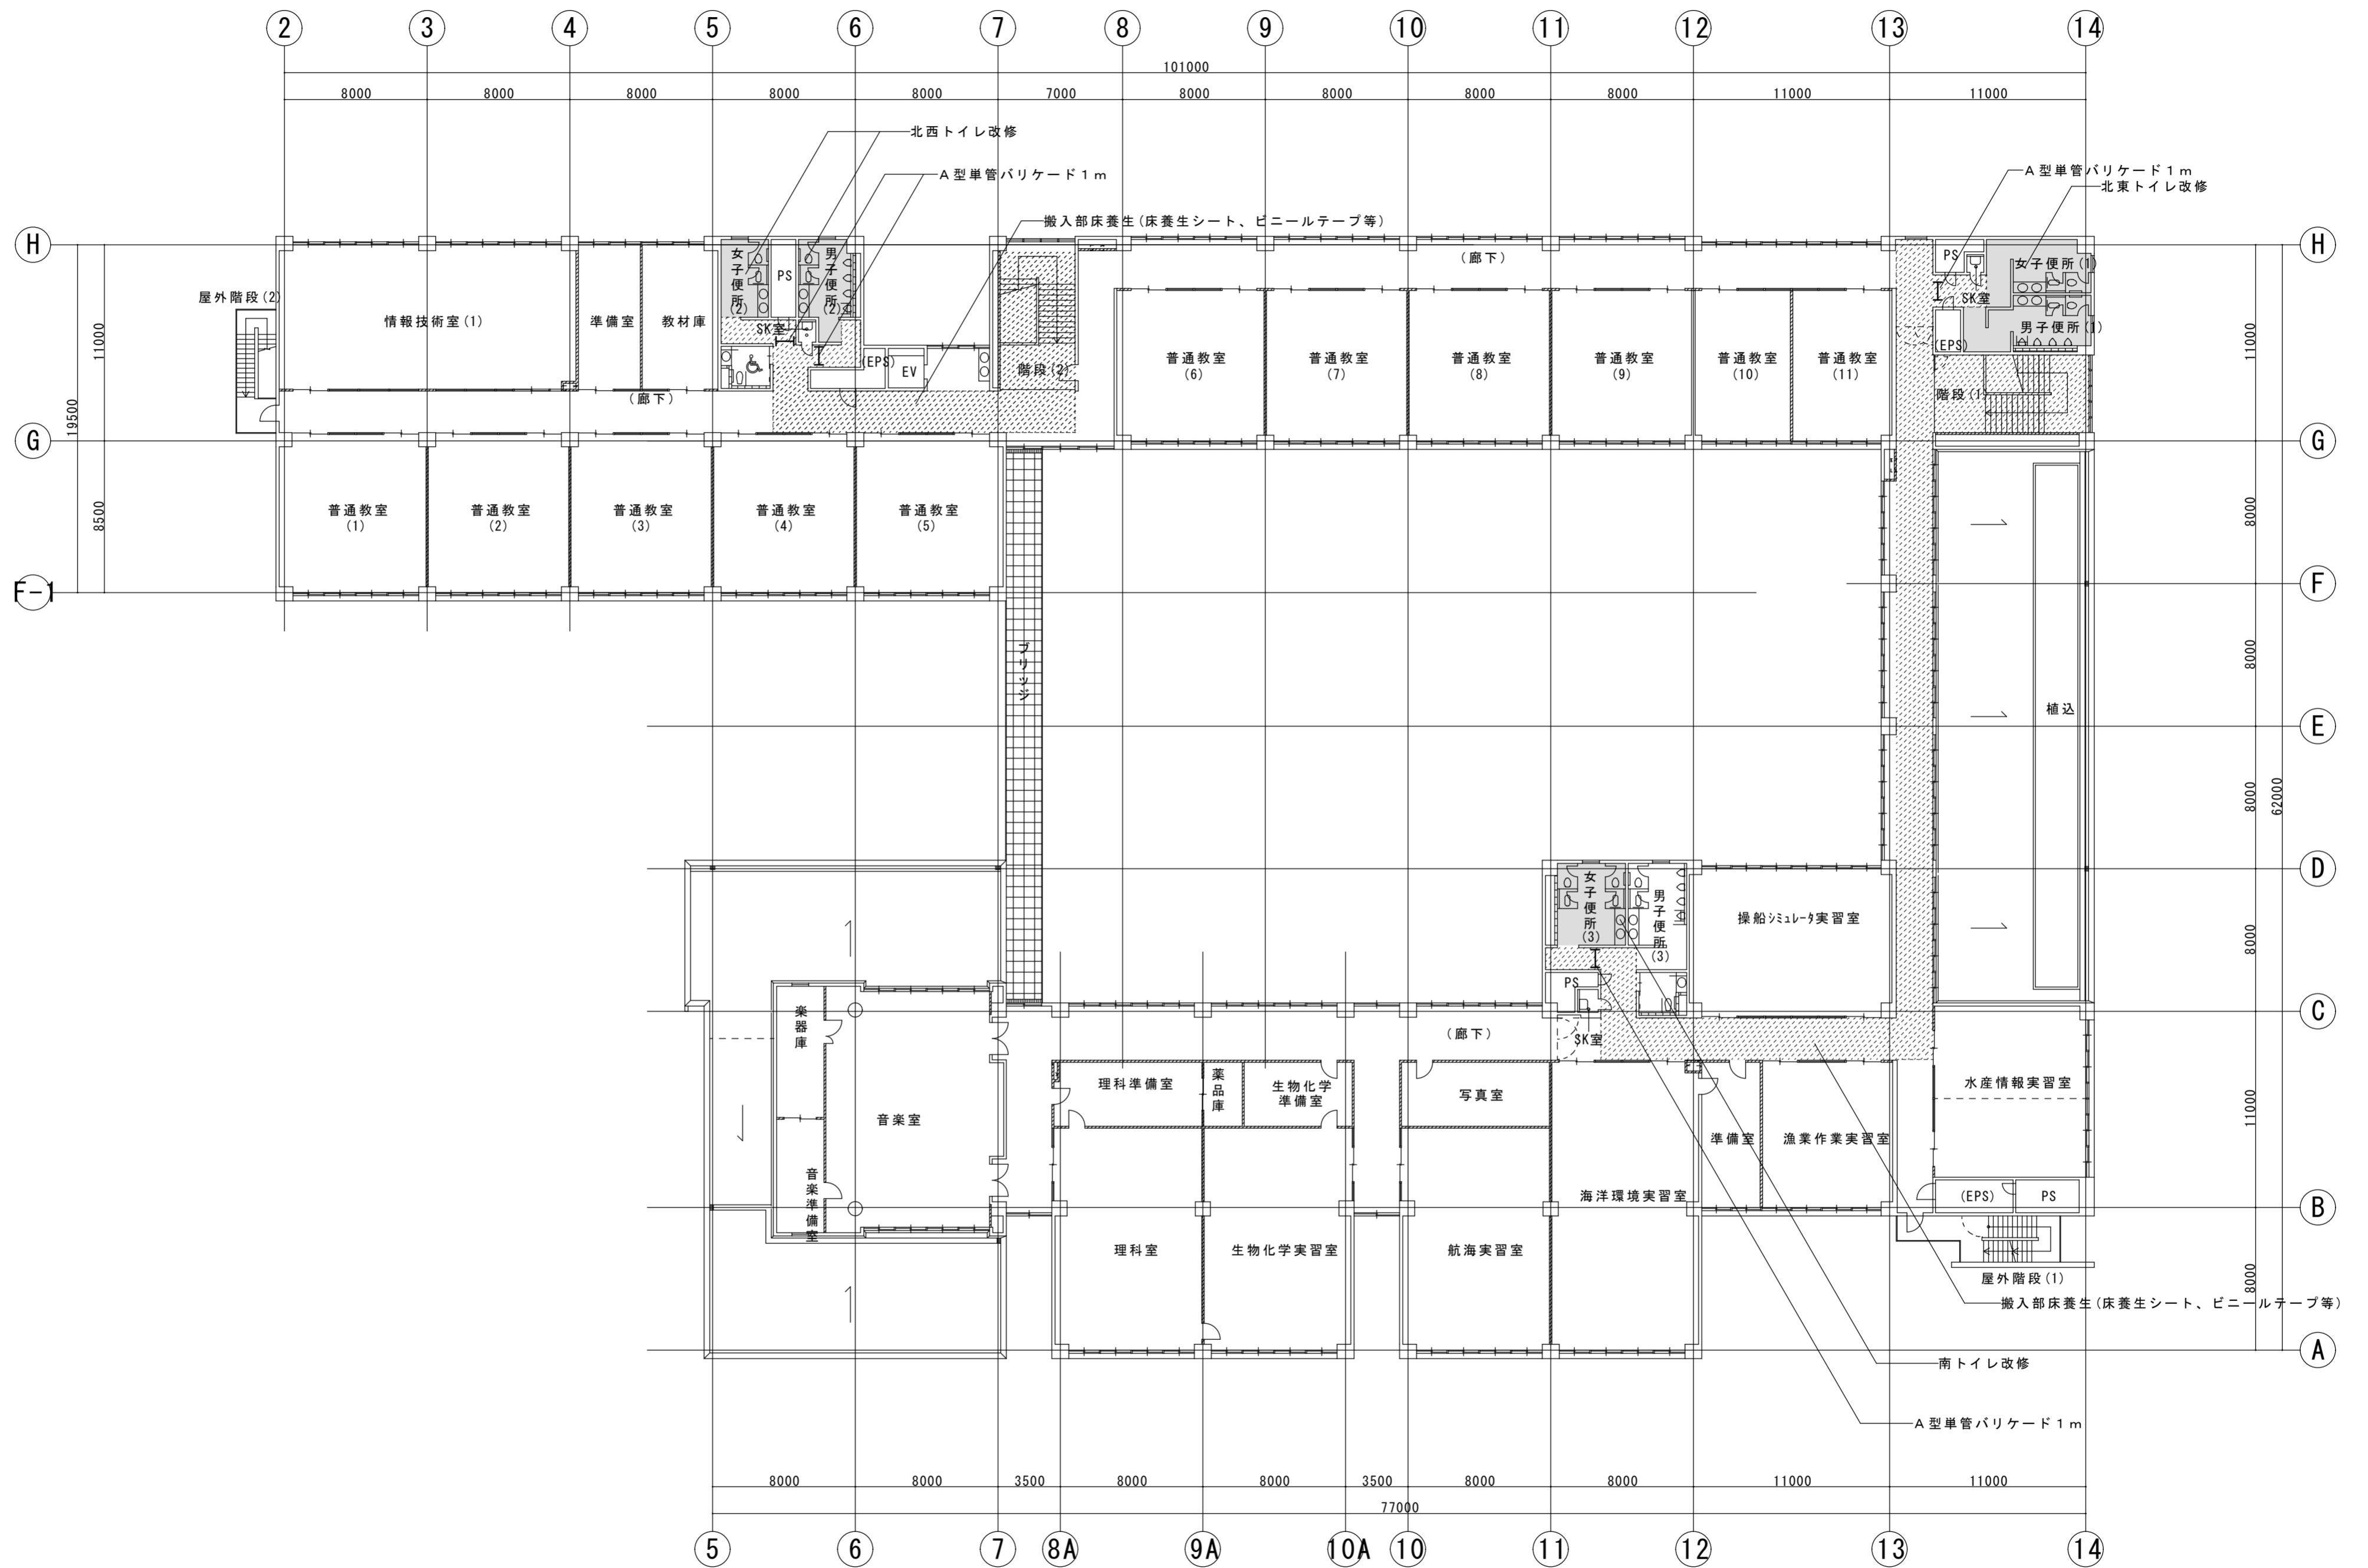 2 3 4 5 6 7 8 9 10 11 12 13 14
101000
8000 8000 8000 8000 8000 7000 8000 8000 8000 8000 11000 11000
北西トイレ改修
A型単管バリケード1m
A型単管バリケード1m
北東トイレ改修
搬入部床養生(床養生シート、ビニールテープ等)
H
H
女子便所(2)
PS
男子便所(2)
(廊下)
PS
女子便所(1)
屋外階段(2)
SK室
情報技術室(1)
準備室
教材庫
SK室
男子便所(1)
11000
11000
(EPS)
EV
階段(2)
普通教室
(6)
普通教室
(7)
普通教室
(8)
普通教室
(9)
普通教室
(10)
普通教室
(11)
(EPS)
階段(1)
(廊下)
19500
G
G
8500
普通教室
(1)
普通教室
(2)
普通教室
(3)
普通教室
(4)
普通教室
(5)
8000
F-1
F
ブリッジ
8000
植込
E
8000
62000
D
女子便所(3)
男子便所(3)
操船シミュレータ実習室
8000
PS
C
楽器庫
(廊下)
SK室
理科準備室
薬品庫
生物化学
準備室
写真室
水産情報実習室
音楽室
準備室
漁業作業実習室
11000
音楽準備室
海洋環境実習室
(EPS)
PS
B
理科室
生物化学実習室
航海実習室
屋外階段(1)
8000
搬入部床養生(床養生シート、ビニールテープ等)
A
南トイレ改修
A型単管バリケード1m
8000 8000 3500 8000 8000 3500 8000 8000 11000 11000
77000
5 6 7 8A 9A 10A 10 11 12 13 14